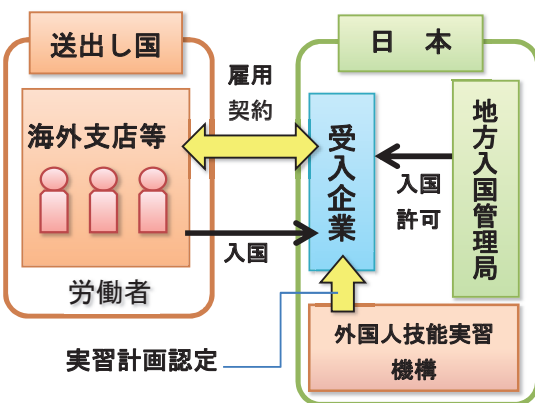 送出し国
日 本
海外支店等
雇用
契約
受入企業
地方入国管理局
入国
許可
入国
労働者
実習計画認定
外国人技能実習
機構